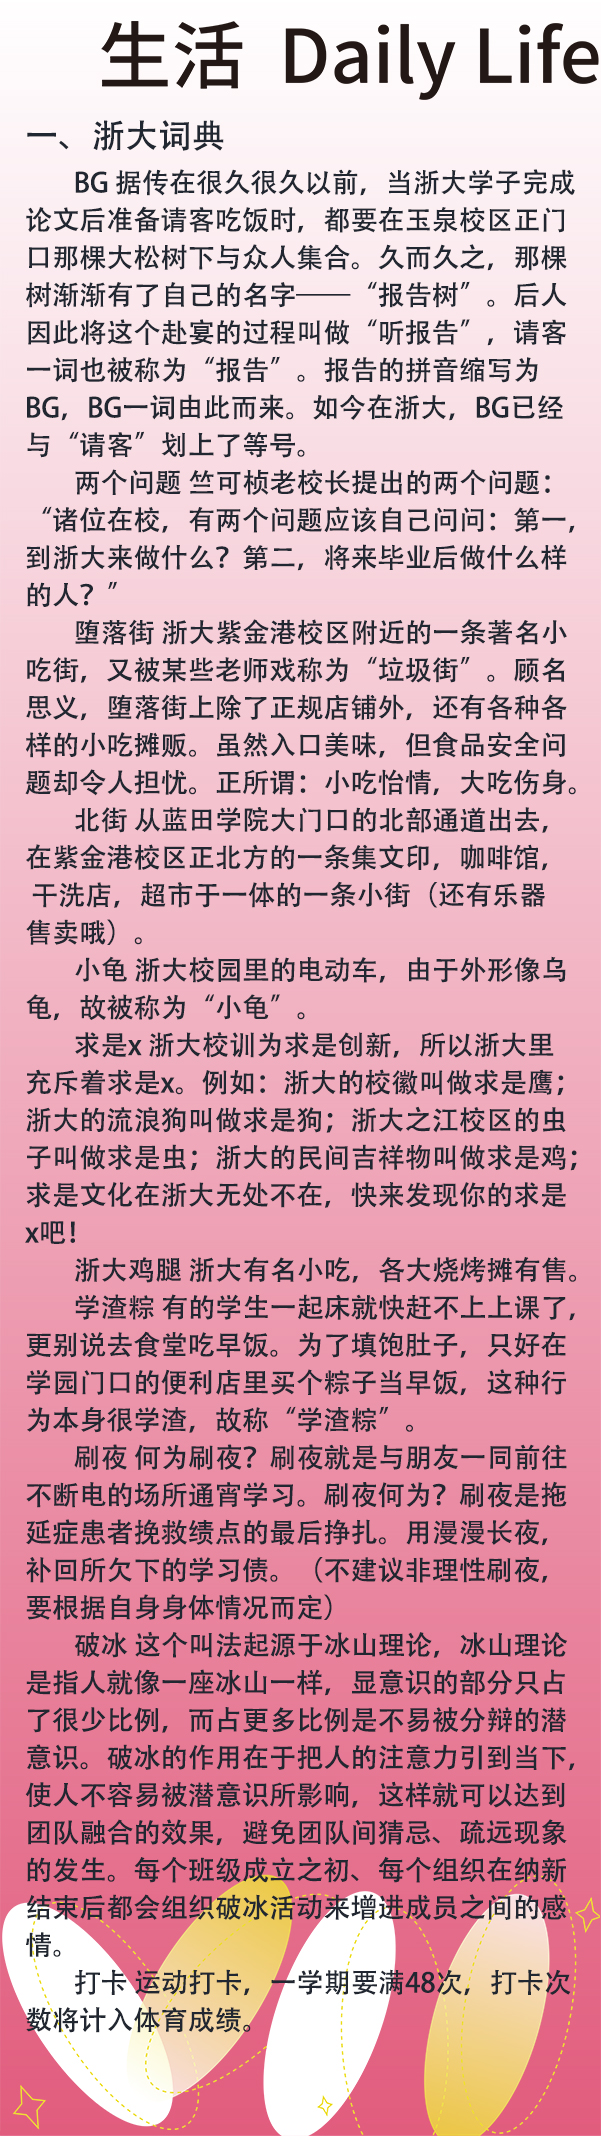 生活 Daily Life
一、浙大词典
BG 据传在很久很久以前，当浙大学子完成
论文后准备请客吃饭时，都要在玉泉校区正门
口那棵大松树下与众人集合。久而久之，那棵
树渐渐有了自己的名字——“报告树”。后人
因此将这个赴宴的过程叫做“听报告”，请客
一词也被称为“报告”。报告的拼音缩写为
BG，BG一词由此而来。如今在浙大，BG已经
与“请客”划上了等号。
两个问题 竺可桢老校长提出的两个问题：
“诸位在校，有两个问题应该自己问问：第一，
到浙大来做什么？第二，将来毕业后做什么样
的人？”
堕落街 浙大紫金港校区附近的一条著名小
吃街，又被某些老师戏称为“垃圾街”。顾名
思义，堕落街上除了正规店铺外，还有各种各
样的小吃摊贩。虽然入口美味，但食品安全问
题却令人担忧。正所谓：小吃怡情，大吃伤身。
北街 从蓝田学院大门口的北部通道出去，
在紫金港校区正北方的一条集文印，咖啡馆，
干洗店，超市于一体的一条小街（还有乐器
售卖哦）。
小龟 浙大校园里的电动车，由于外形像乌
龟，故被称为“小龟”。
求是x 浙大校训为求是创新，所以浙大里
充斥着求是x。例如：浙大的校徽叫做求是鹰；
浙大的流浪狗叫做求是狗；浙大之江校区的虫
子叫做求是虫；浙大的民间吉祥物叫做求是鸡；
求是文化在浙大无处不在，快来发现你的求是
x吧！
浙大鸡腿 浙大有名小吃，各大烧烤摊有售。
学渣粽 有的学生一起床就快赶不上上课了，
更别说去食堂吃早饭。为了填饱肚子，只好在
学园门口的便利店里买个粽子当早饭，这种行
为本身很学渣，故称“学渣粽”。
刷夜 何为刷夜？刷夜就是与朋友一同前往
不断电的场所通宵学习。刷夜何为？刷夜是拖
延症患者挽救绩点的最后挣扎。用漫漫长夜，
补回所欠下的学习债。（不建议非理性刷夜，
要根据自身身体情况而定）
破冰 这个叫法起源于冰山理论，冰山理论
是指人就像一座冰山一样，显意识的部分只占
了很少比例，而占更多比例是不易被分辩的潜
意识。破冰的作用在于把人的注意力引到当下，
使人不容易被潜意识所影响，这样就可以达到
团队融合的效果，避免团队间猜忌、疏远现象
的发生。每个班级成立之初、每个组织在纳新
结束后都会组织破冰活动来增进成员之间的感
情。
打卡 运动打卡，一学期要满48次，打卡次
数将计入体育成绩。